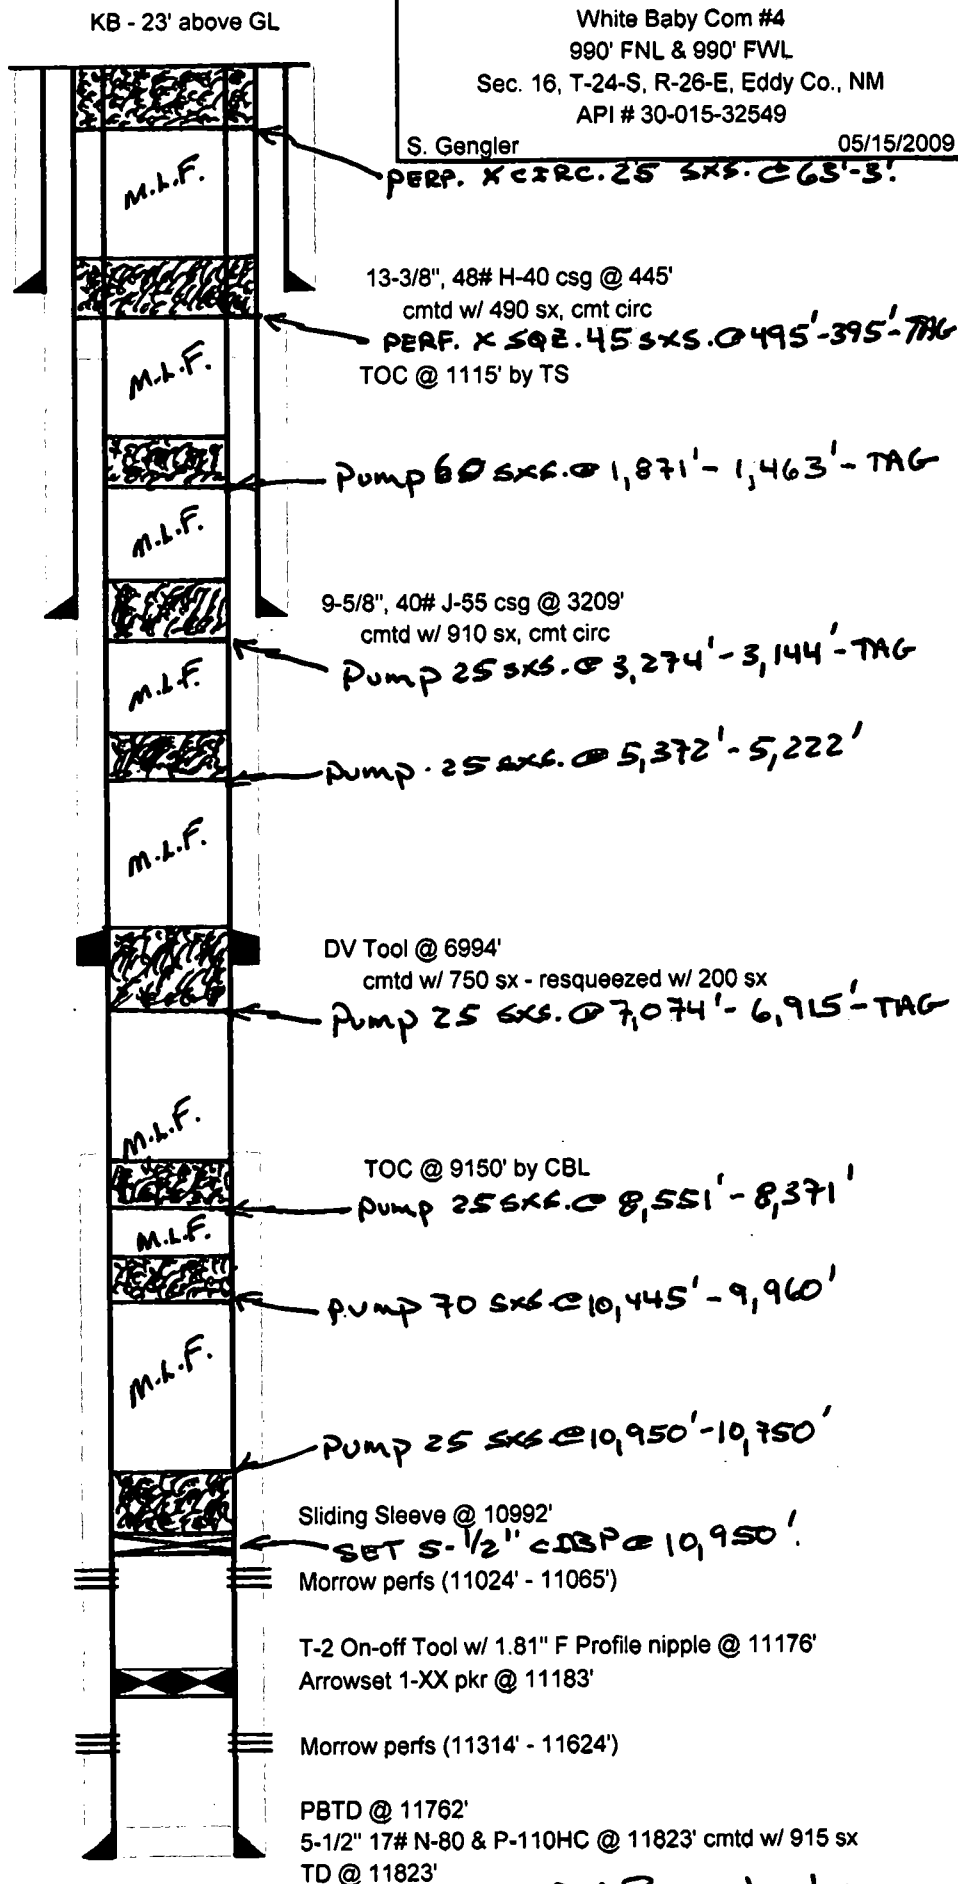 KB - 23' above GL
White Baby Com #4
990' FNL & 990' FWL
Sec. 16, T-24-S, R-26-E, Eddy Co., NM
API # 30-015-32549
S. Gengler 05/15/2009
PERF. X CIRC. 25 SXS. @ 63'-3'.
M.L.F.
13-3/8", 48# H-40 csg @ 445'
cmtd w/ 490 sx, cmt circ
PERF. X SQZ. 45 SXS. @ 495'-395'-TAG
TOC @ 1115' by TS
M.L.F.
Pump 60 SXS. @ 1,871'-1,463'-TAG
M.L.F.
9-5/8", 40# J-55 csg @ 3209'
cmtd w/ 910 sx, cmt circ
Pump 25 SXS. @ 3,274'-3,144'-TAG
M.L.F.
Pump 25 SXS. @ 5,372'-5,222'
M.L.F.
DV Tool @ 6994'
cmtd w/ 750 sx - resqueezed w/ 200 sx
Pump 25 SXS. @ 7,074'-6,915'-TAG
M.L.F.
TOC @ 9150' by CBL
Pump 25 SXS. @ 8,551'-8,371'
M.L.F.
Pump 70 SXS. @ 10,445'-9,960'
M.L.F.
Pump 25 SXS @ 10,950'-10,750'
Sliding Sleeve @ 10992'
SET 5-1/2" CIBP @ 10,950'.
Morrow perfs (11024' - 11065')
T-2 On-off Tool w/ 1.81" F Profile nipple @ 11176'
Arrowset 1-XX pkr @ 11183'
Morrow perfs (11314' - 11624')
PBTD @ 11762'
5-1/2" 17# N-80 & P-110HC @ 11823' cmtd w/ 915 sx
TD @ 11823'